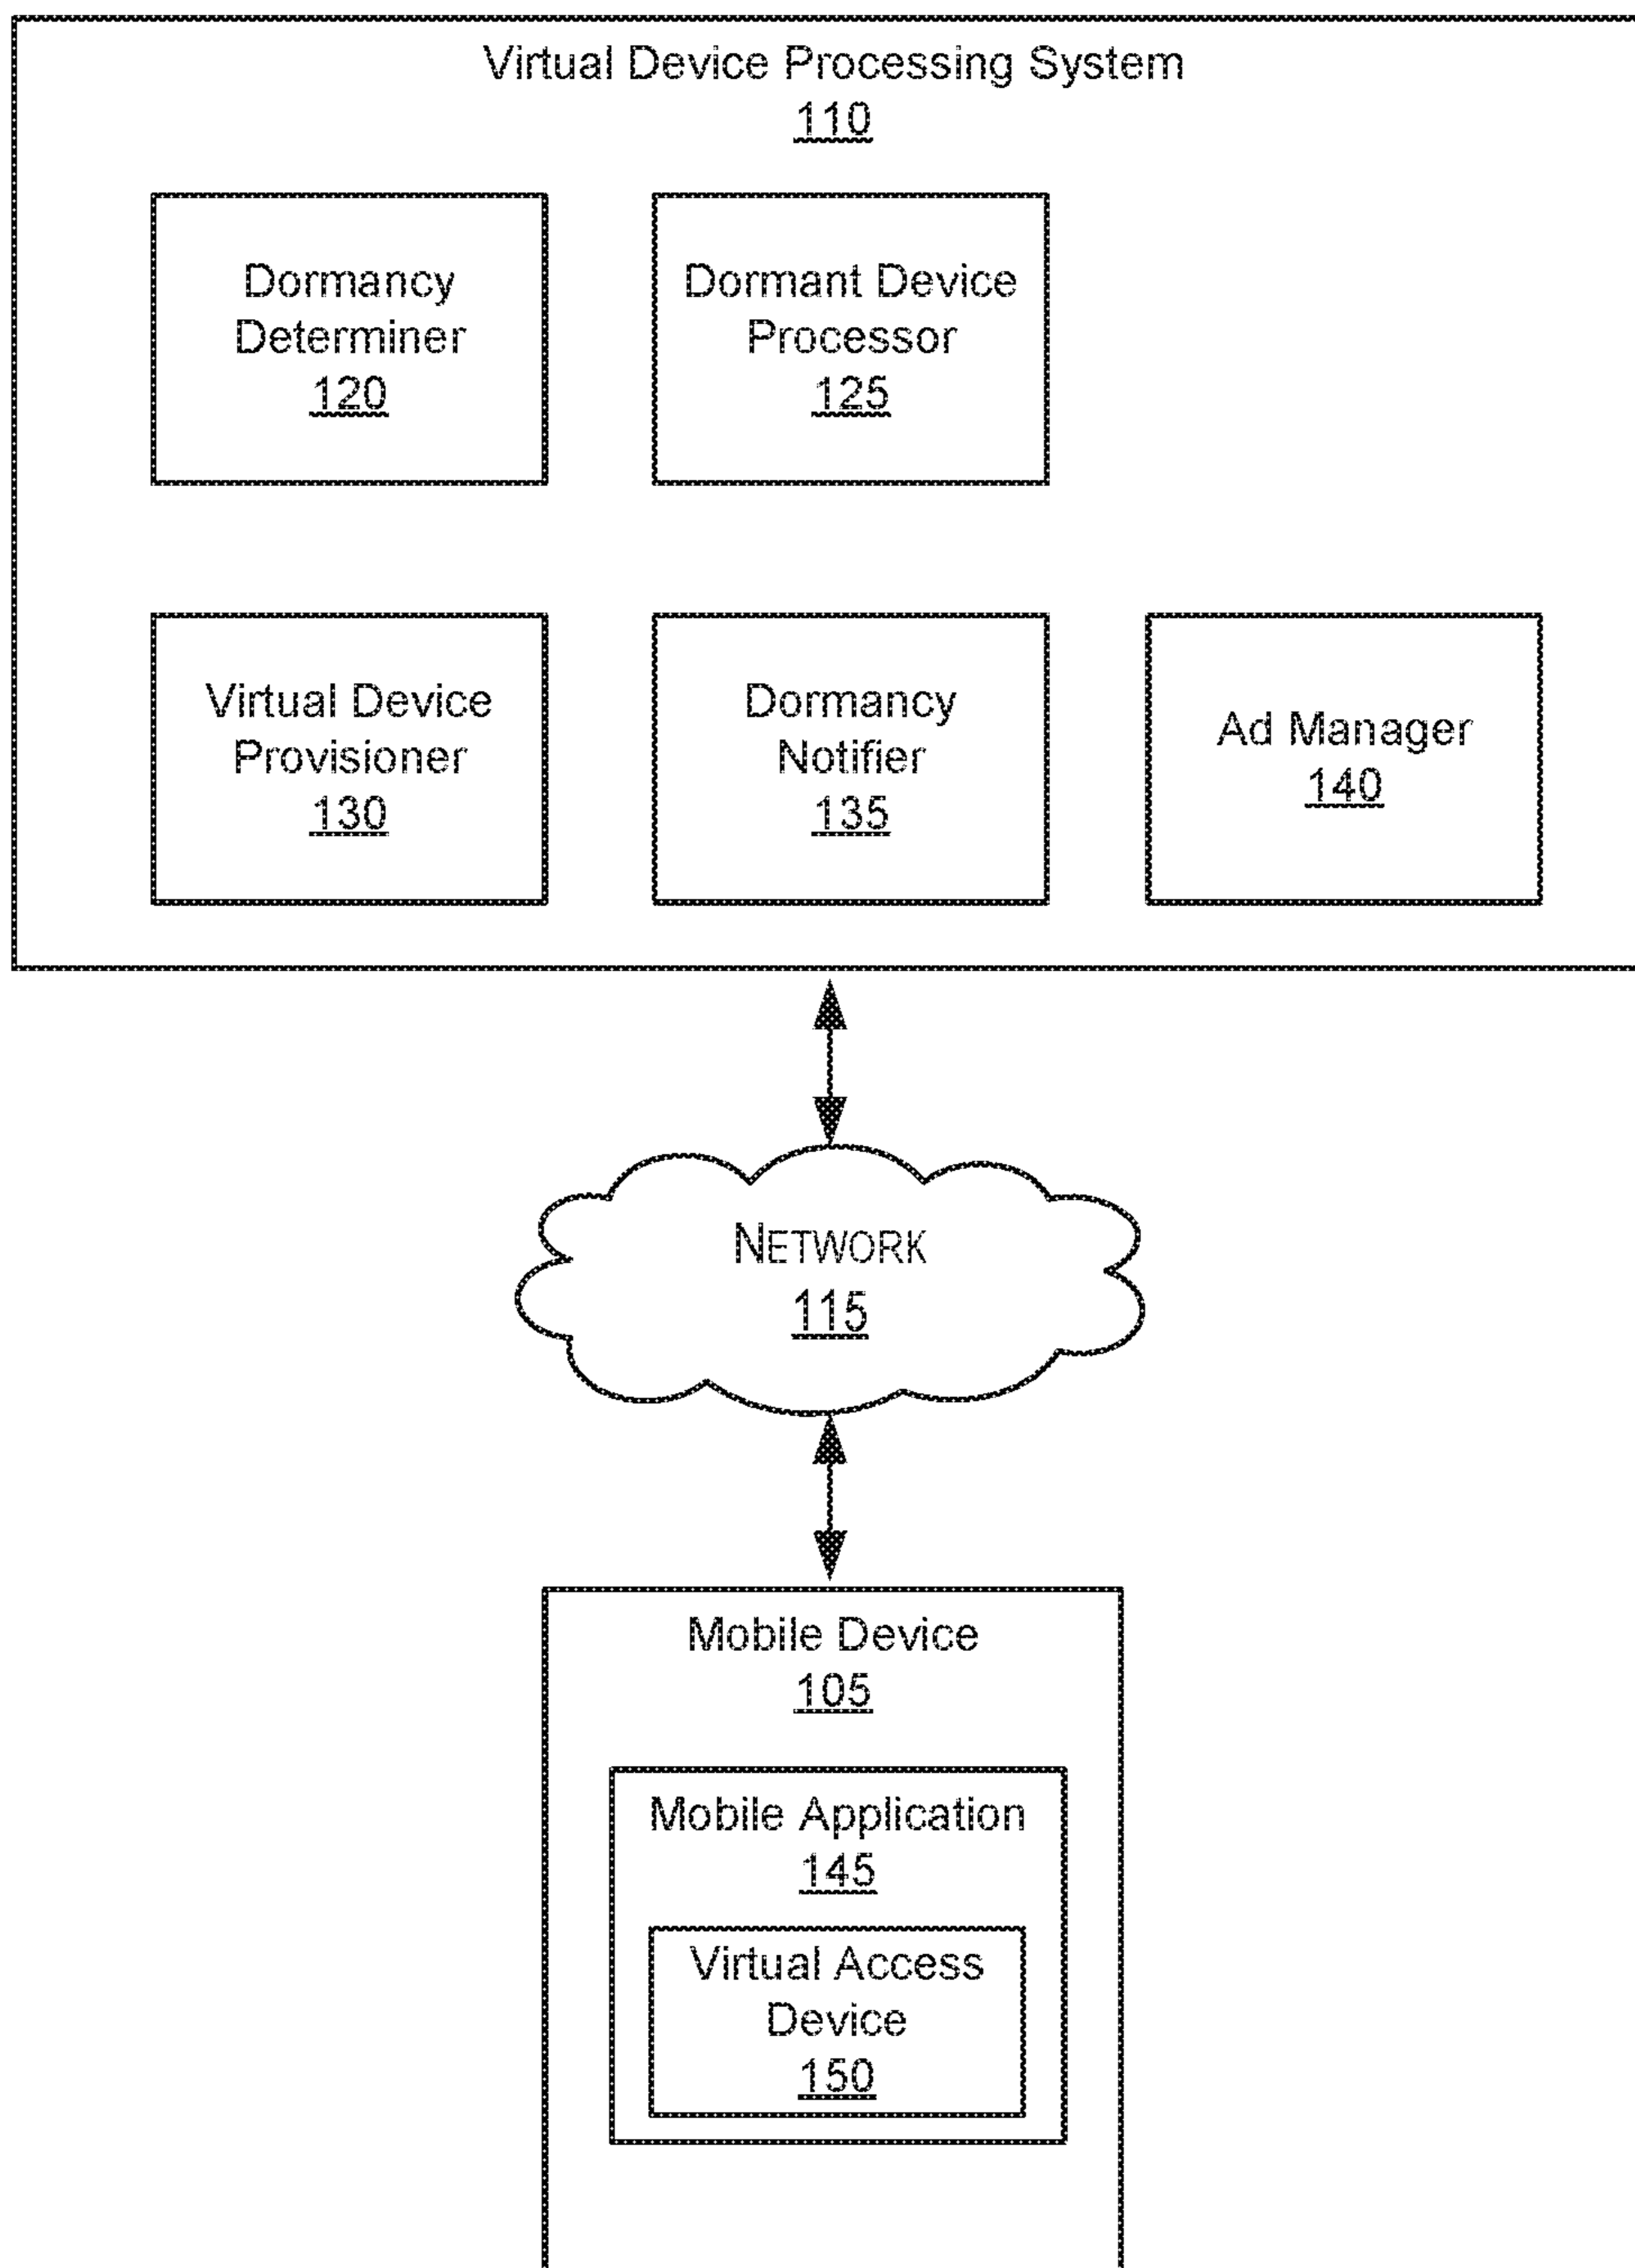 Virtual Device Processing System
110
Dormancy
Determiner
120
Dormant Device
Processor
125
Virtual Device
Provisioner
130
Dormancy
Notifier
135
Ad Manager
140
NETWORK
115
Mobile Device
105
Mobile Application
145
Virtual Access
Device
150